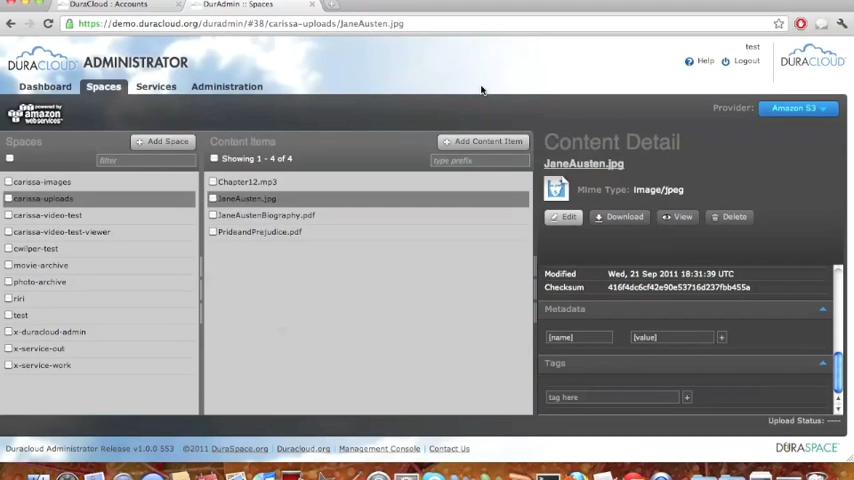 DuraCloud : Accounts
DurAdmin :: Spaces
https://demo.duracloud.org/duradmin/#38/carissa-uploads/JaneAusten.jpg
DURACLOUD ADMINISTRATOR
test
Help Logout
DURACLOUD
Dashboard Spaces Services Administration
powered by amazon webservices
Provider: Amazon S3
Spaces
+ Add Space
filter
carissa-images
carissa-uploads
carissa-video-test
carissa-video-test-viewer
cwilper-test
movie-archive
photo-archive
riri
test
x-duracloud-admin
x-service-out
x-service-work
Content Items
+ Add Content Item
Showing 1 - 4 of 4
type prefix
Chapter12.mp3
JaneAusten.jpg
JaneAustenBiography.pdf
PrideandPrejudice.pdf
Content Detail
JaneAusten.jpg
Mime Type: image/jpeg
Edit Download View Delete
Modified Wed, 21 Sep 2011 18:31:39 UTC
Checksum 416f4dc6cf42e90e53716d237fbb455a
Metadata
[name] [value] +
Tags
tag here +
Upload Status: ----
Duracloud Administrator Release v1.0.0 553 ©2011 DuraSpace.org Duracloud.org Management Console Contact Us
DURASPACE